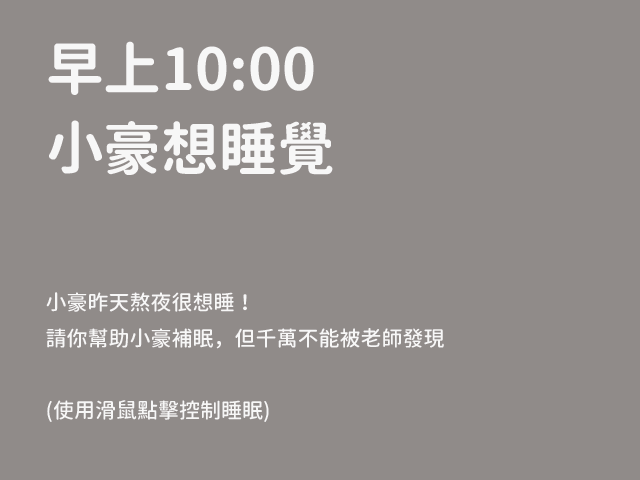 早上10:00
小豪想睡覺
小豪昨天熬夜很想睡！
請你幫助小豪補眠，但千萬不能被老師發現
(使用滑鼠點擊控制睡眠)